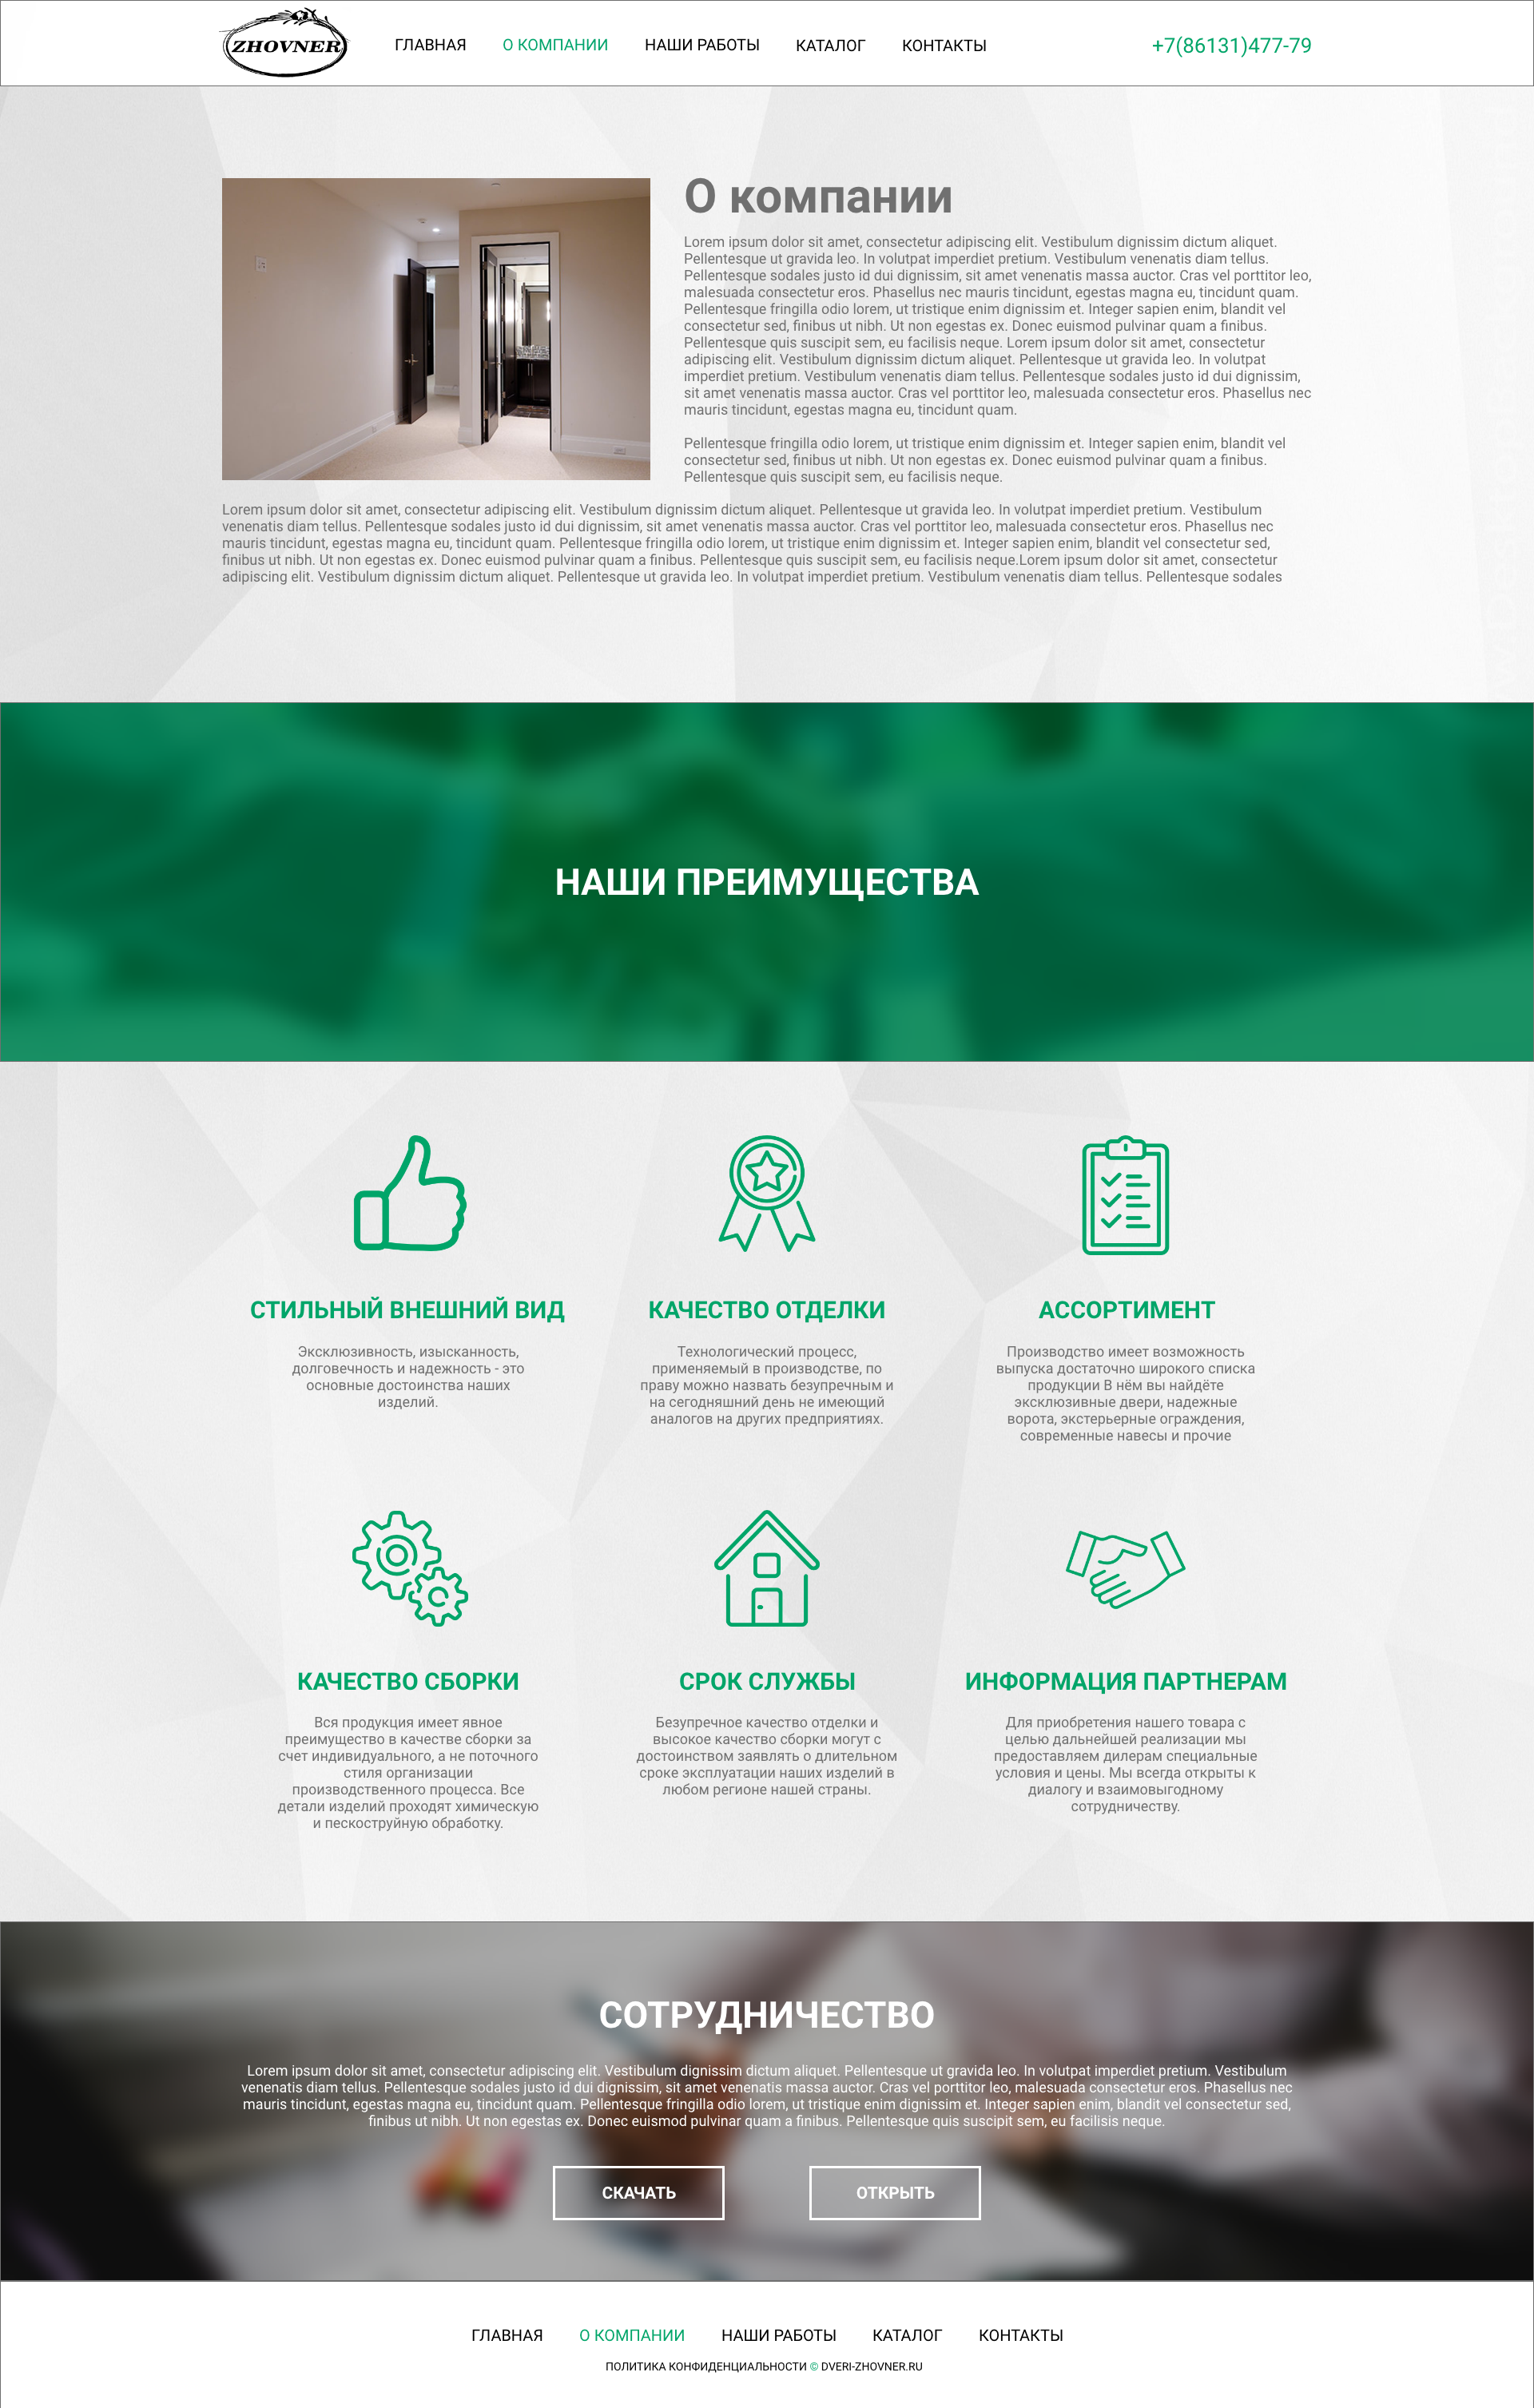 ZHOVNER
ГЛАВНАЯ
О КОМПАНИИ
НАШИ РАБОТЫ
КАТАЛОГ
КОНТАКТЫ
+7(86131)477-79
О компании
Lorem ipsum dolor sit amet, consectetur adipiscing elit. Vestibulum dignissim dictum aliquet.
Pellentesque ut gravida leo. In volutpat imperdiet pretium. Vestibulum venenatis diam tellus.
Pellentesque sodales justo id dui dignissim, sit amet venenatis massa auctor. Cras vel porttitor leo,
malesuada consectetur eros. Phasellus nec mauris tincidunt, egestas magna eu, tincidunt quam.
Pellentesque fringilla odio lorem, ut tristique enim dignissim et. Integer sapien enim, blandit vel
consectetur sed, finibus ut nibh. Ut non egestas ex. Donec euismod pulvinar quam a finibus.
Pellentesque quis suscipit sem, eu facilisis neque. Lorem ipsum dolor sit amet, consectetur
adipiscing elit. Vestibulum dignissim dictum aliquet. Pellentesque ut gravida leo. In volutpat
imperdiet pretium. Vestibulum venenatis diam tellus. Pellentesque sodales justo id dui dignissim,
sit amet venenatis massa auctor. Cras vel porttitor leo, malesuada consectetur eros. Phasellus nec
mauris tincidunt, egestas magna eu, tincidunt quam.
Pellentesque fringilla odio lorem, ut tristique enim dignissim et. Integer sapien enim, blandit vel
consectetur sed, finibus ut nibh. Ut non egestas ex. Donec euismod pulvinar quam a finibus.
Pellentesque quis suscipit sem, eu facilisis neque.
Lorem ipsum dolor sit amet, consectetur adipiscing elit. Vestibulum dignissim dictum aliquet. Pellentesque ut gravida leo. In volutpat imperdiet pretium. Vestibulum
venenatis diam tellus. Pellentesque sodales justo id dui dignissim, sit amet venenatis massa auctor. Cras vel porttitor leo, malesuada consectetur eros. Phasellus nec
mauris tincidunt, egestas magna eu, tincidunt quam. Pellentesque fringilla odio lorem, ut tristique enim dignissim et. Integer sapien enim, blandit vel consectetur sed,
finibus ut nibh. Ut non egestas ex. Donec euismod pulvinar quam a finibus. Pellentesque quis suscipit sem, eu facilisis neque.Lorem ipsum dolor sit amet, consectetur
adipiscing elit. Vestibulum dignissim dictum aliquet. Pellentesque ut gravida leo. In volutpat imperdiet pretium. Vestibulum venenatis diam tellus. Pellentesque sodales
НАШИ ПРЕИМУЩЕСТВА
СТИЛЬНЫЙ ВНЕШНИЙ ВИД
Эксклюзивность, изысканность,
долговечность и надежность - это
основные достоинства наших
изделий.
КАЧЕСТВО ОТДЕЛКИ
Технологический процесс,
применяемый в производстве, по
праву можно назвать безупречным и
на сегодняшний день не имеющий
аналогов на других предприятиях.
АССОРТИМЕНТ
Производство имеет возможность
выпуска достаточно широкого списка
продукции В нём вы найдёте
эксклюзивные двери, надежные
ворота, экстерьерные ограждения,
современные навесы и прочие
КАЧЕСТВО СБОРКИ
Вся продукция имеет явное
преимущество в качестве сборки за
счет индивидуального, а не поточного
стиля организации
производственного процесса. Все
детали изделий проходят химическую
и пескоструйную обработку.
СРОК СЛУЖБЫ
Безупречное качество отделки и
высокое качество сборки могут с
достоинством заявлять о длительном
сроке эксплуатации наших изделий в
любом регионе нашей страны.
ИНФОРМАЦИЯ ПАРТНЕРАМ
Для приобретения нашего товара с
целью дальнейшей реализации мы
предоставляем дилерам специальные
условия и цены. Мы всегда открыты к
диалогу и взаимовыгодному
сотрудничеству.
СОТРУДНИЧЕСТВО
Lorem ipsum dolor sit amet, consectetur adipiscing elit. Vestibulum dignissim dictum aliquet. Pellentesque ut gravida leo. In volutpat imperdiet pretium. Vestibulum
venenatis diam tellus. Pellentesque sodales justo id dui dignissim, sit amet venenatis massa auctor. Cras vel porttitor leo, malesuada consectetur eros. Phasellus nec
mauris tincidunt, egestas magna eu, tincidunt quam. Pellentesque fringilla odio lorem, ut tristique enim dignissim et. Integer sapien enim, blandit vel consectetur sed,
finibus ut nibh. Ut non egestas ex. Donec euismod pulvinar quam a finibus. Pellentesque quis suscipit sem, eu facilisis neque.
СКАЧАТЬ
ОТКРЫТЬ
ГЛАВНАЯ
О КОМПАНИИ
НАШИ РАБОТЫ
КАТАЛОГ
КОНТАКТЫ
ПОЛИТИКА КОНФИДЕНЦИАЛЬНОСТИ © DVERI-ZHOVNER.RU